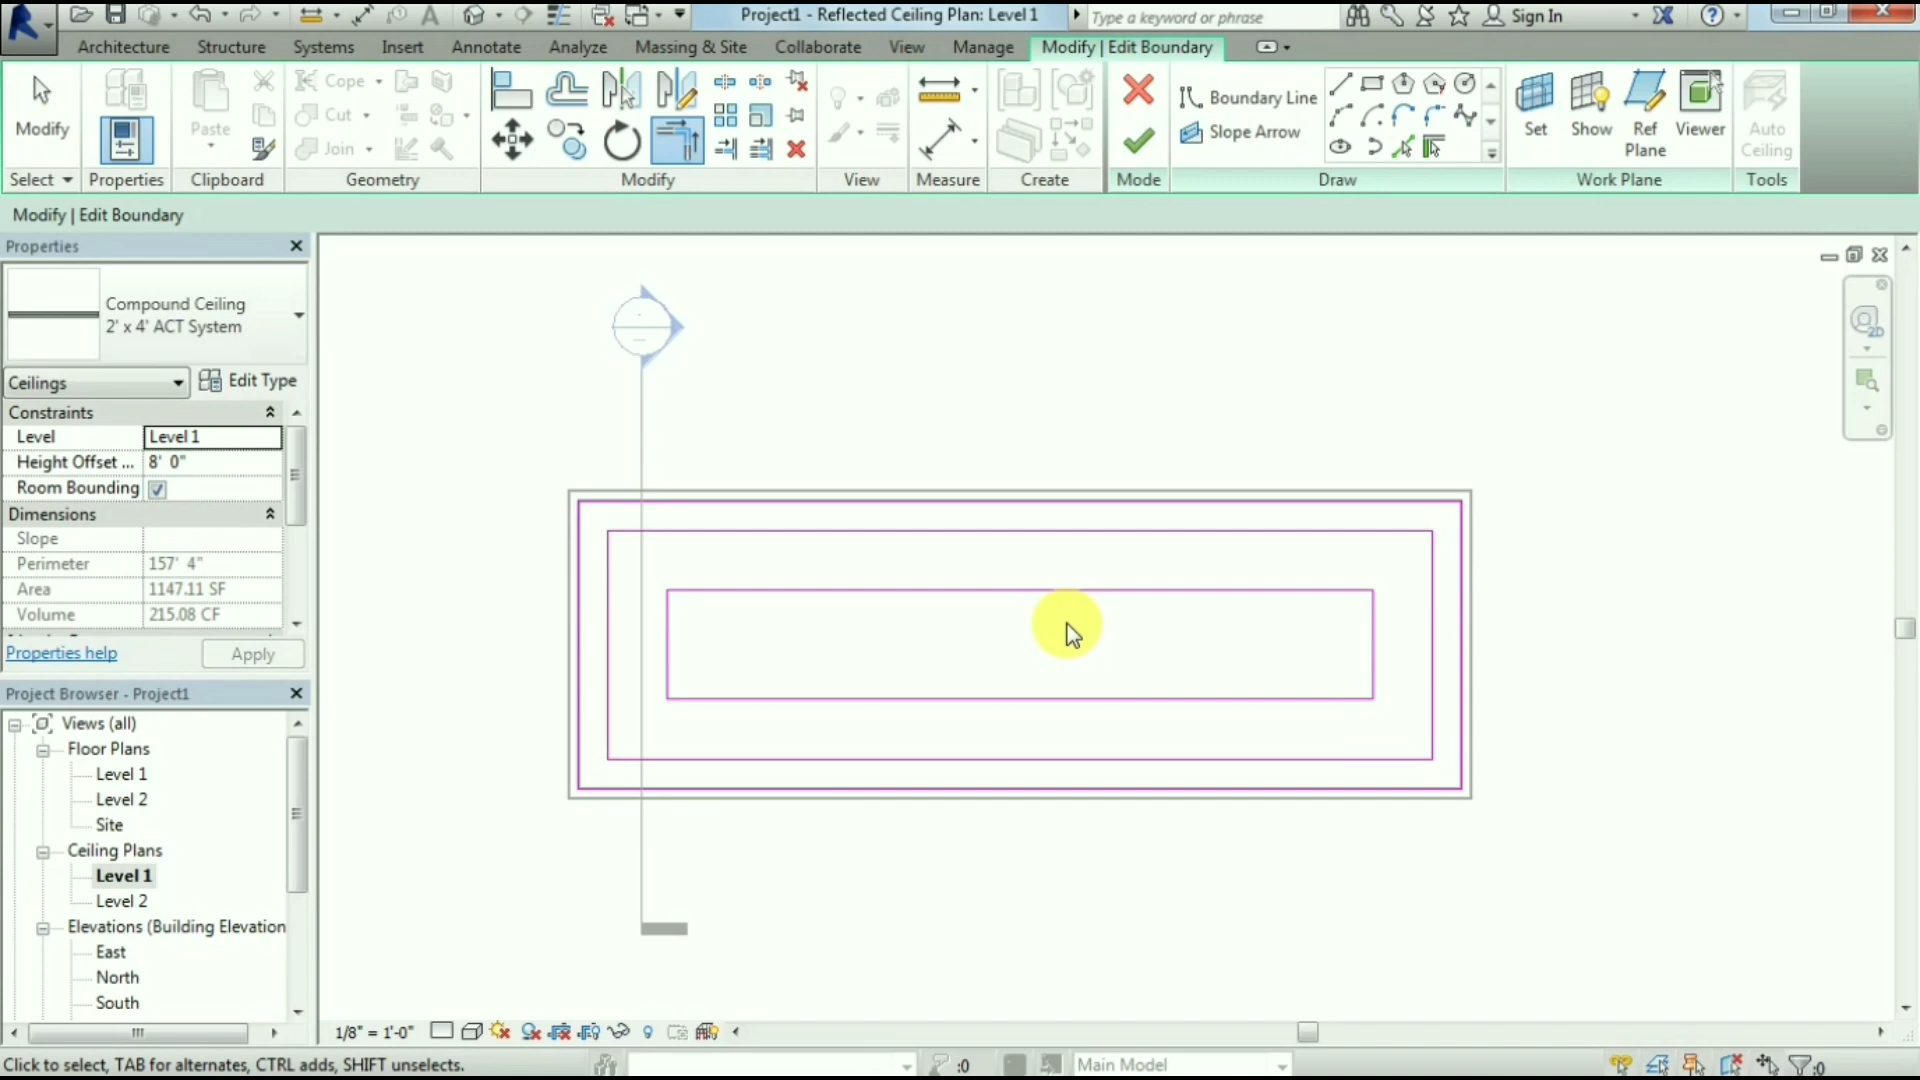 Project1 - Reflected Ceiling Plan: Level 1
Type a keyword or phrase
Sign In
Architecture Structure Systems Insert Annotate Analyze Massing & Site Collaborate View Manage Modify | Edit Boundary
Modify
Paste
Cope
Cut
Join
Boundary Line
Slope Arrow
Set Show Ref Plane Viewer Auto Ceiling
Select Properties Clipboard Geometry Modify View Measure Create Mode Draw Work Plane Tools
Modify | Edit Boundary
Properties
Compound Ceiling
2' x 4' ACT System
Ceilings Edit Type
Constraints
Level Level 1
Height Offset ... 8' 0"
Room Bounding
Dimensions
Slope
Perimeter 157' 4"
Area 1147.11 SF
Volume 215.08 CF
Properties help Apply
Project Browser - Project1
Views (all)
Floor Plans
Level 1
Level 2
Site
Ceiling Plans
Level 1
Level 2
Elevations (Building Elevation
East
North
South
2D
1/8" = 1'-0"
Click to select, TAB for alternates, CTRL adds, SHIFT unselects.
:0
Main Model
:0